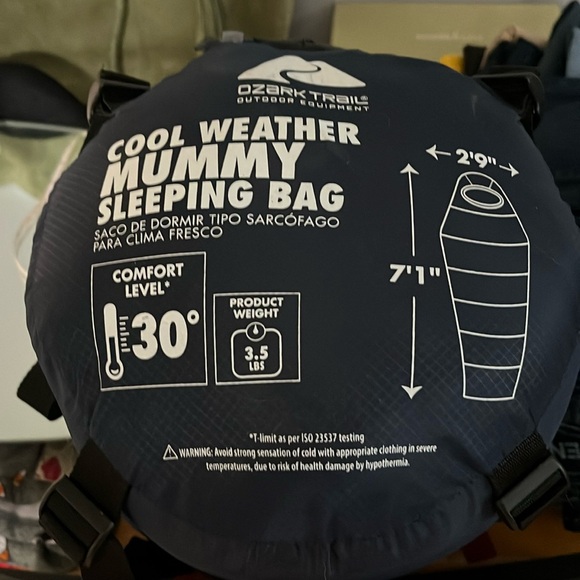 OZARK TRAIL®
OUTDOOR EQUIPMENT
COOL WEATHER
MUMMY
SLEEPING BAG
SACO DE DORMIR TIPO SARCÓFAGO
PARA CLIMA FRESCO
COMFORT
LEVEL*
30°
PRODUCT
WEIGHT
3.5
LBS
2'9"
7'1"
*T-limit as per ISO 23537 testing
WARNING: Avoid strong sensation of cold with appropriate clothing in severe
temperatures, due to risk of health damage by hypothermia.